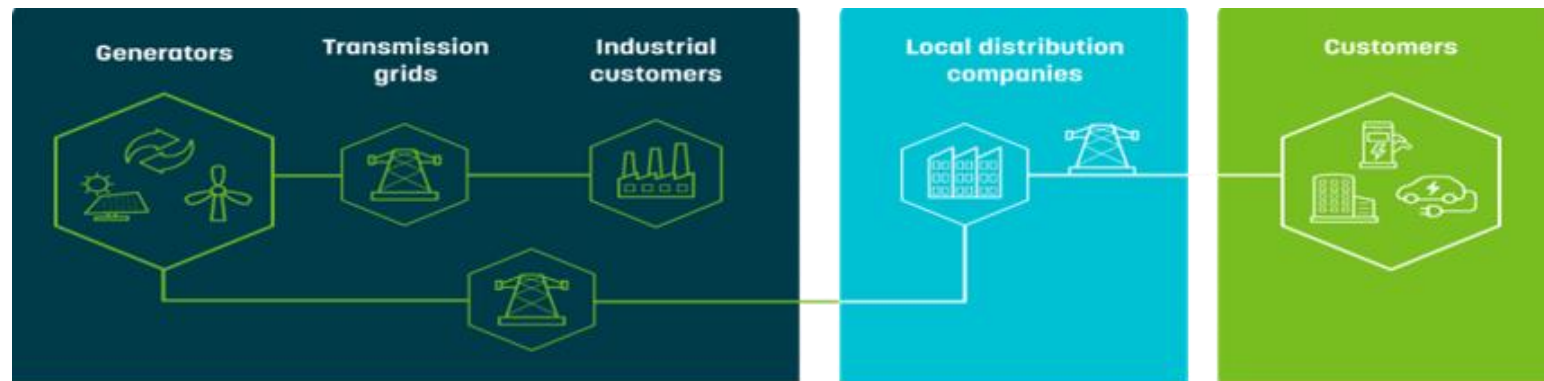 Generators
Transmission
grids
Industrial
customers
Local distribution
companies
Customers